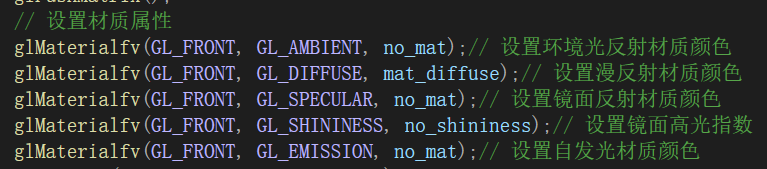 glPushMatrix();
// 设置材质属性
glMaterialfv(GL_FRONT, GL_AMBIENT, no_mat);// 设置环境光反射材质颜色
glMaterialfv(GL_FRONT, GL_DIFFUSE, mat_diffuse);// 设置漫反射材质颜色
glMaterialfv(GL_FRONT, GL_SPECULAR, no_mat);// 设置镜面反射材质颜色
glMaterialfv(GL_FRONT, GL_SHININESS, no_shininess);// 设置镜面高光指数
glMaterialfv(GL_FRONT, GL_EMISSION, no_mat);// 设置自发光材质颜色